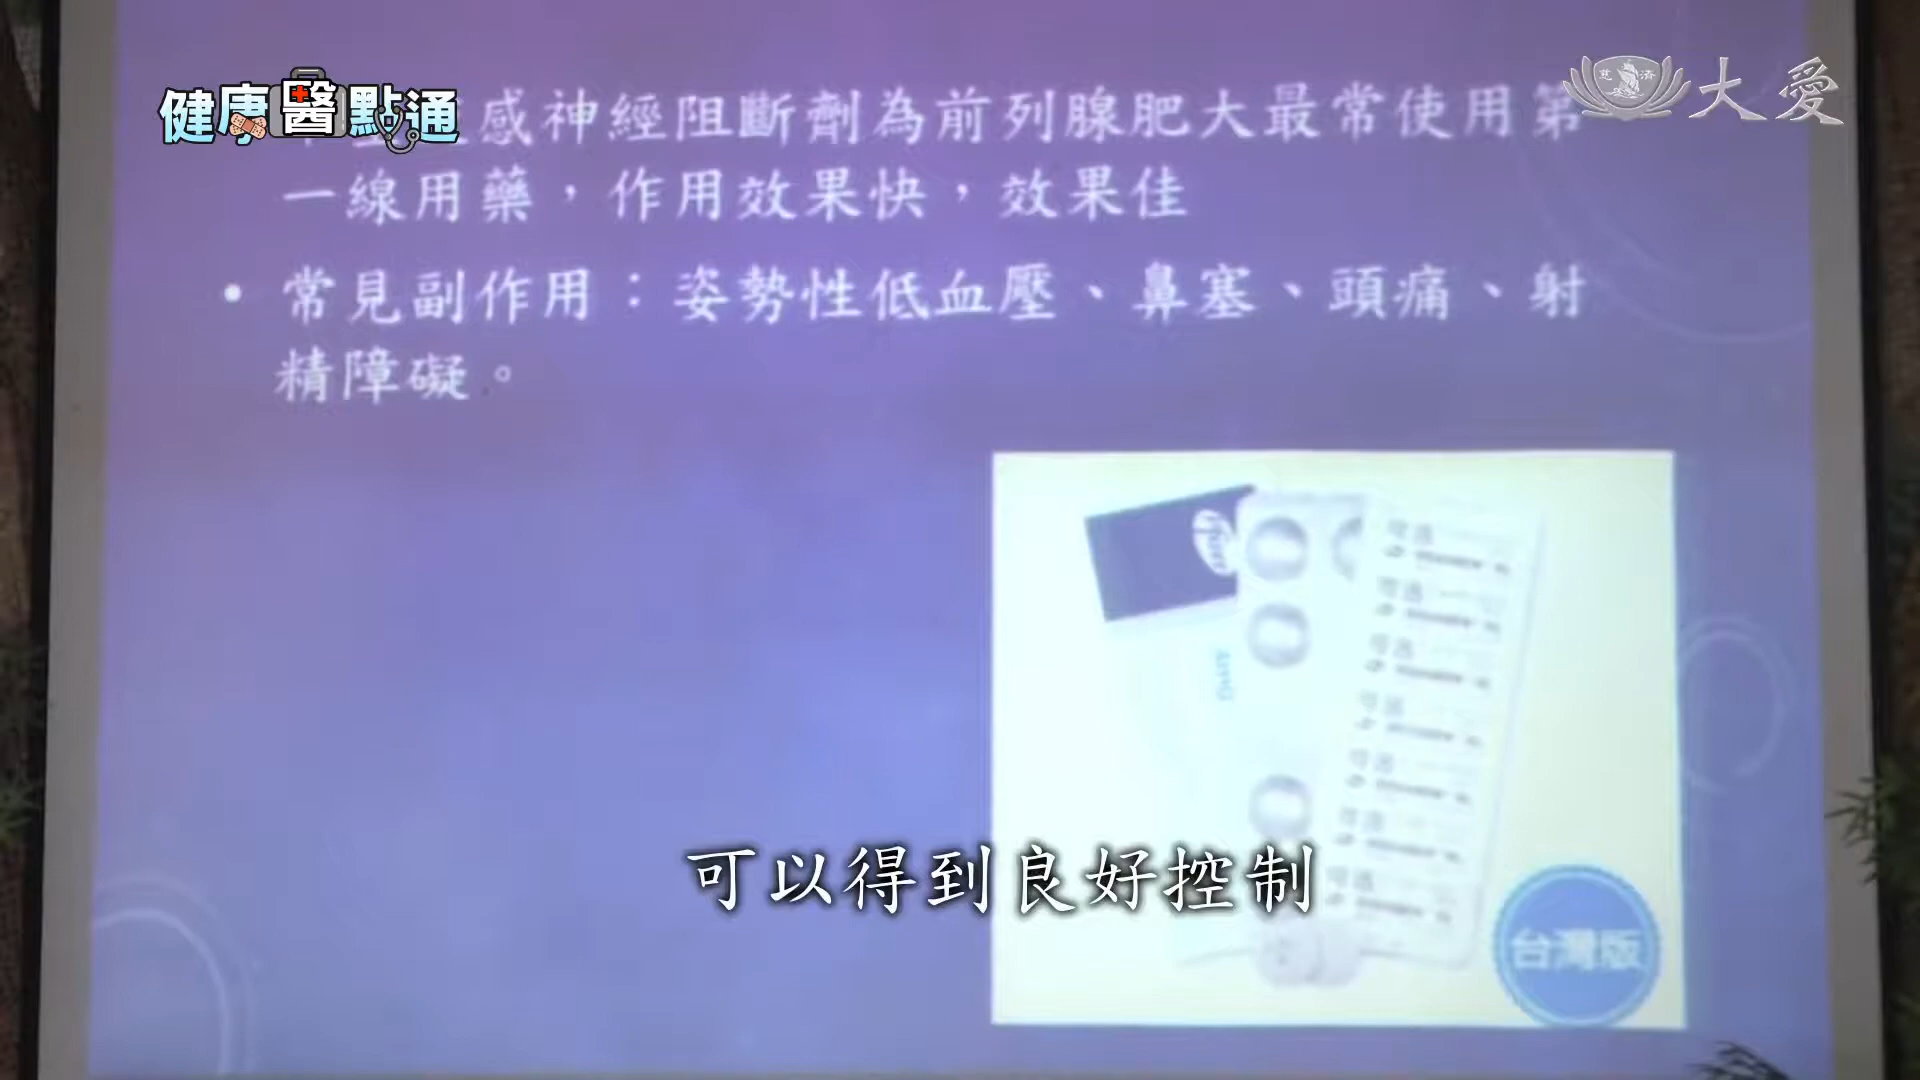 健康醫點通
大愛
慈濟
感神經阻斷劑為前列腺肥大最常使用第
一線用藥，作用效果快，效果佳
• 常見副作用：姿勢性低血壓、鼻塞、頭痛、射
精障礙。
Pfizer
台灣版
可以得到良好控制